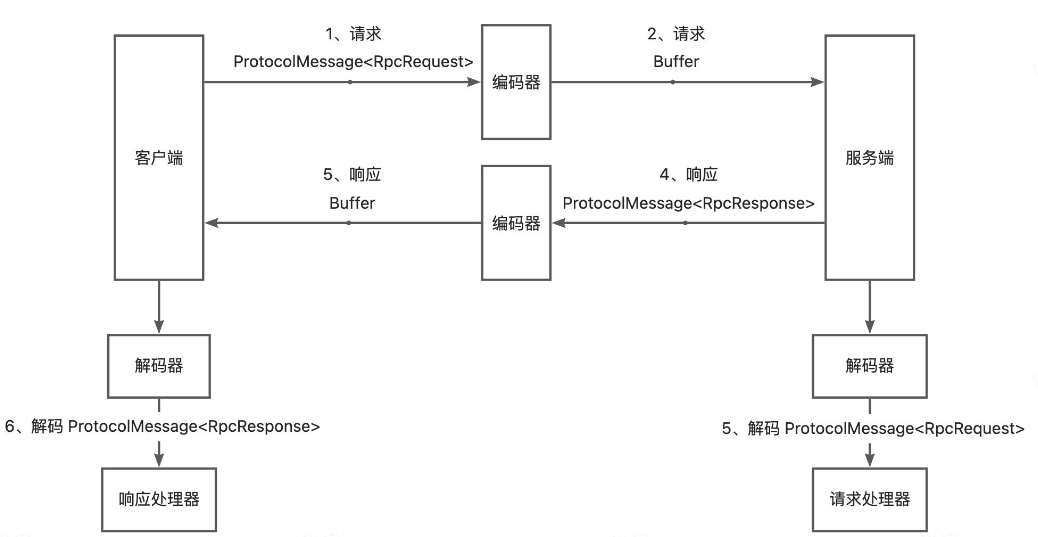 1、请求
ProtocolMessage<RpcRequest>
编码器
2、请求
Buffer
客户端
服务端
5、响应
Buffer
编码器
4、响应
ProtocolMessage<RpcResponse>
解码器
解码器
6、解码 ProtocolMessage<RpcResponse>
5、解码 ProtocolMessage<RpcRequest>
响应处理器
请求处理器